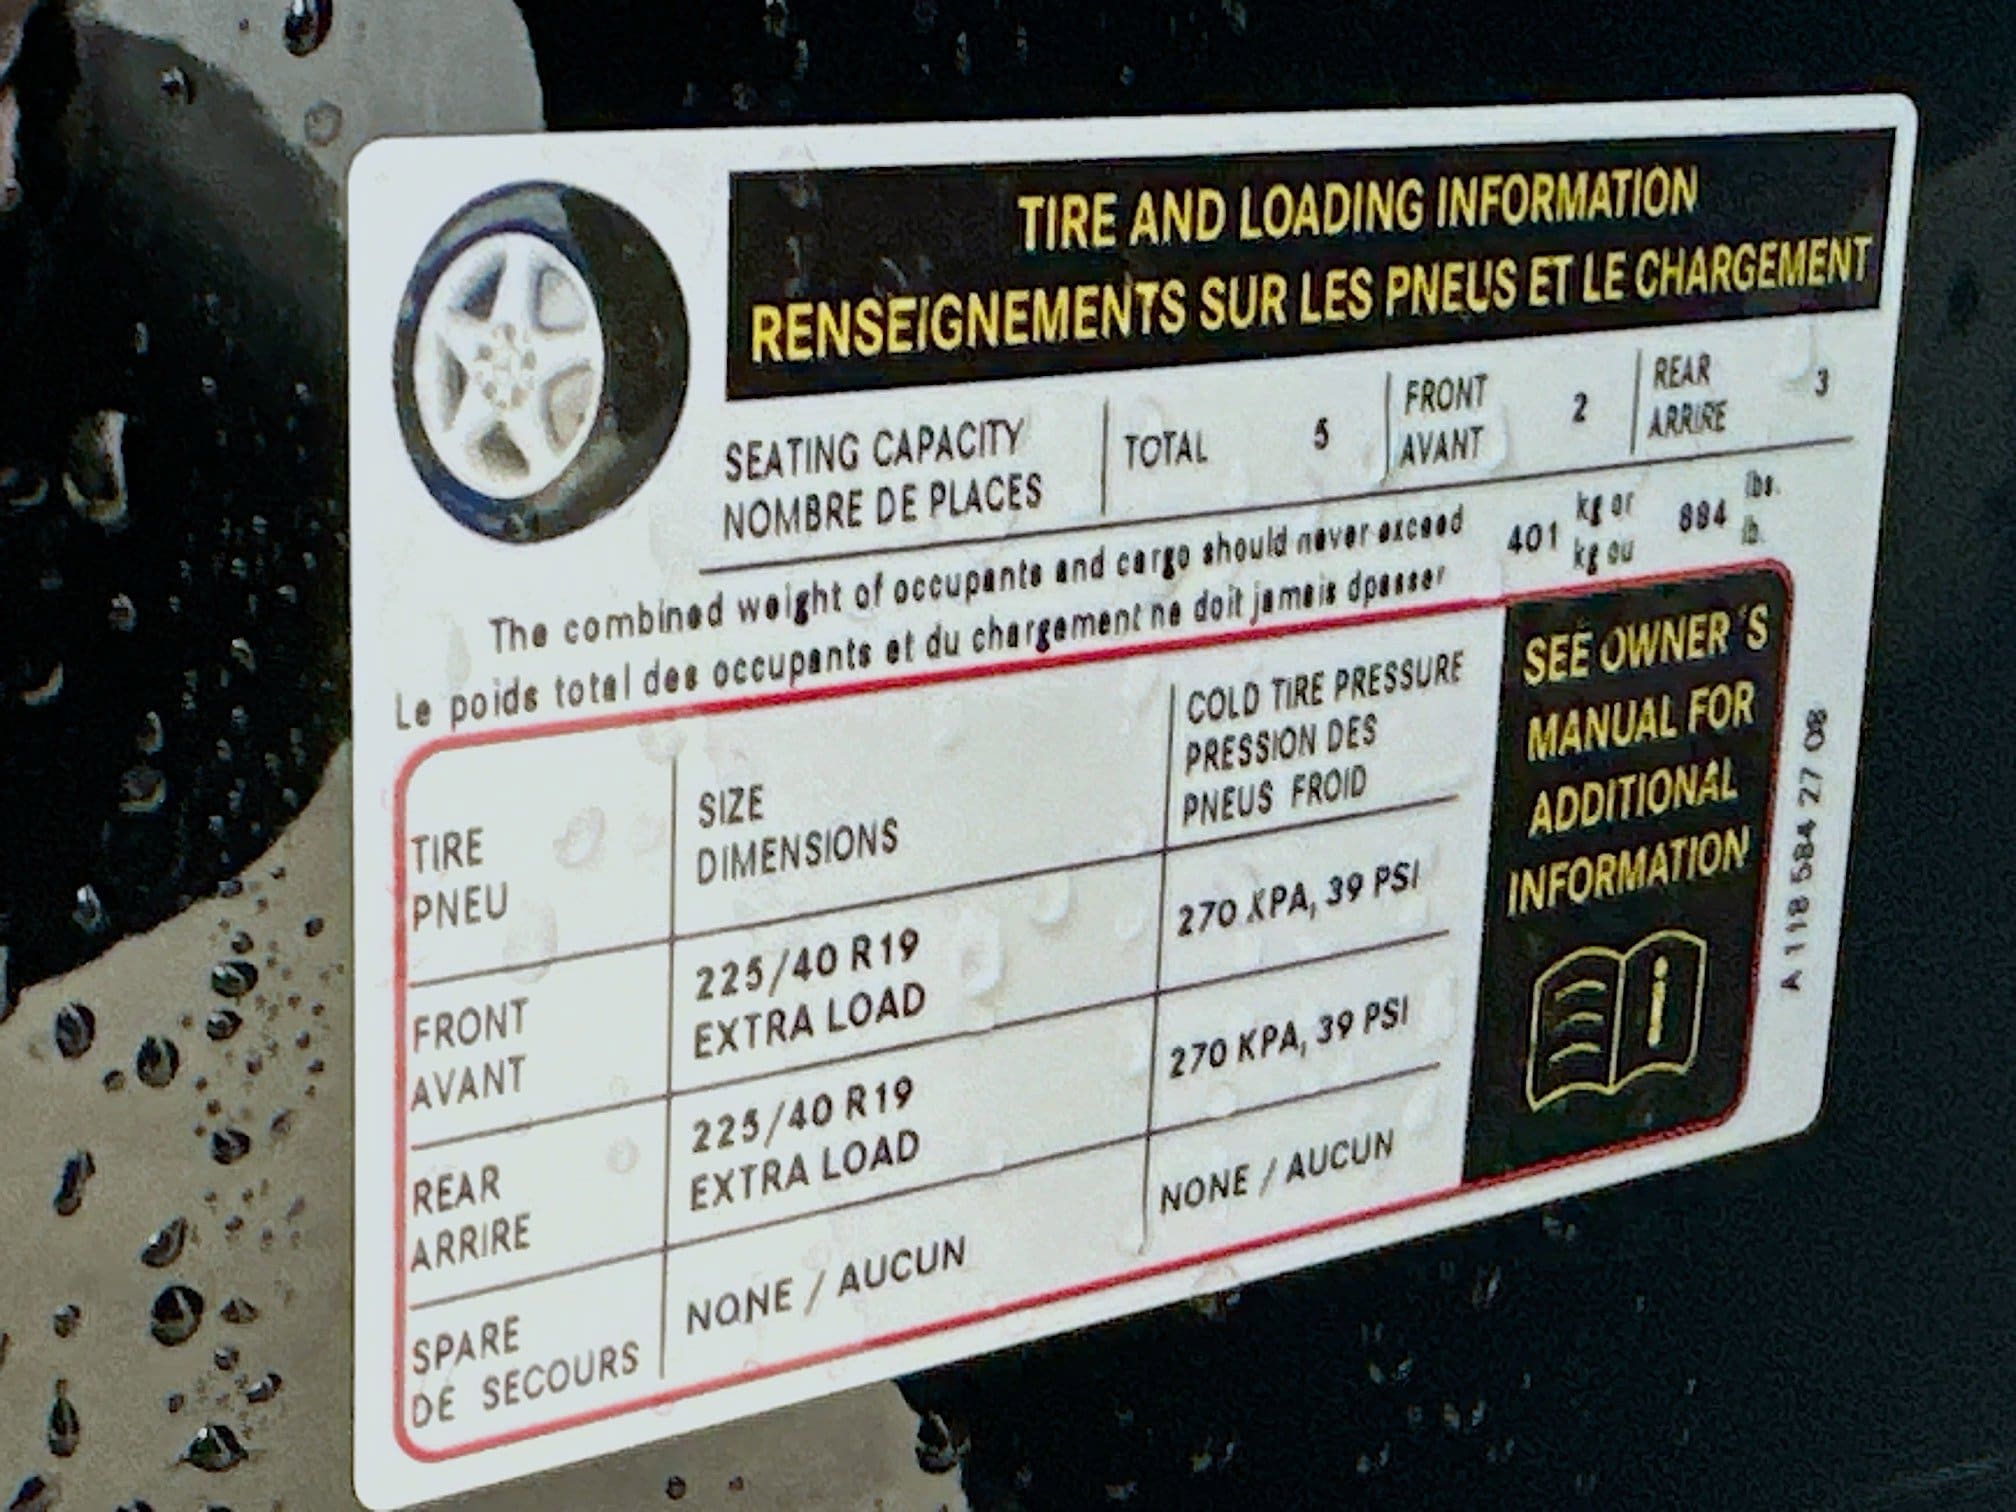 TIRE AND LOADING INFORMATION
RENSEIGNEMENTS SUR LES PNEUS ET LE CHARGEMENT
SEATING CAPACITY
NOMBRE DE PLACES
TOTAL 5
FRONT
AVANT
2
REAR
ARRIRE
3
The combined weight of occupants and cargo should never exceed 401 kg or 884 lbs.
Le poids total des occupants et du chargement ne doit jamais dpasser kg ou lb.
TIRE
PNEU
SIZE
DIMENSIONS
COLD TIRE PRESSURE
PRESSION DES
PNEUS FROID
FRONT
AVANT
225/40 R19
EXTRA LOAD
270 KPA, 39 PSI
REAR
ARRIRE
225/40 R19
EXTRA LOAD
270 KPA, 39 PSI
SPARE
DE SECOURS
NONE / AUCUN
NONE / AUCUN
SEE OWNER'S
MANUAL FOR
ADDITIONAL
INFORMATION
i
A 118 584 27 08